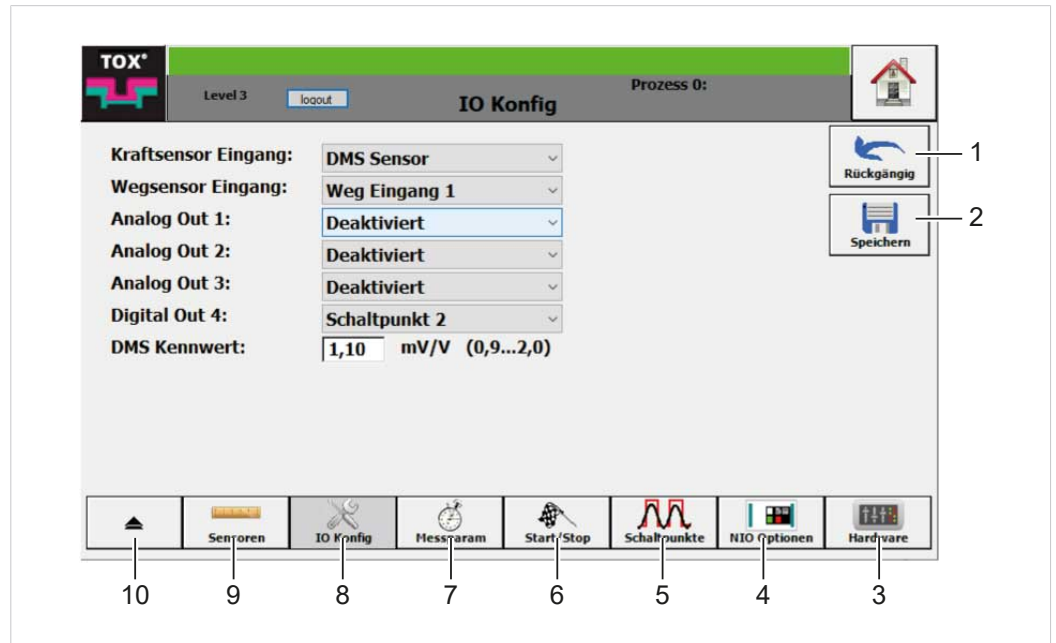 TOX®
Level 3 logout IO Konfig Prozess 0:
Kraftsensor Eingang: DMS Sensor
Wegsensor Eingang: Weg Eingang 1
Analog Out 1: Deaktiviert
Analog Out 2: Deaktiviert
Analog Out 3: Deaktiviert
Digital Out 4: Schaltpunkt 2
DMS Kennwert: 1,10 mV/V (0,9...2,0)
Rückgängig 1
Speichern 2
Sensoren IO Konfig Messparam Start/Stop Schaltpunkte NIO Optionen Hardware
10 9 8 7 6 5 4 3